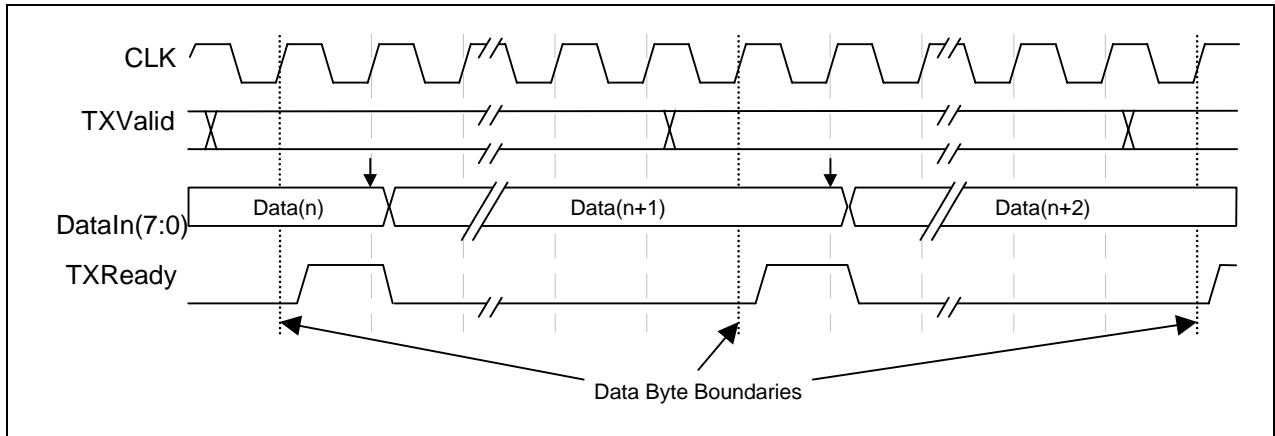 CLK
TXValid
DataIn(7:0)
Data(n)
Data(n+1)
Data(n+2)
TXReady
Data Byte Boundaries